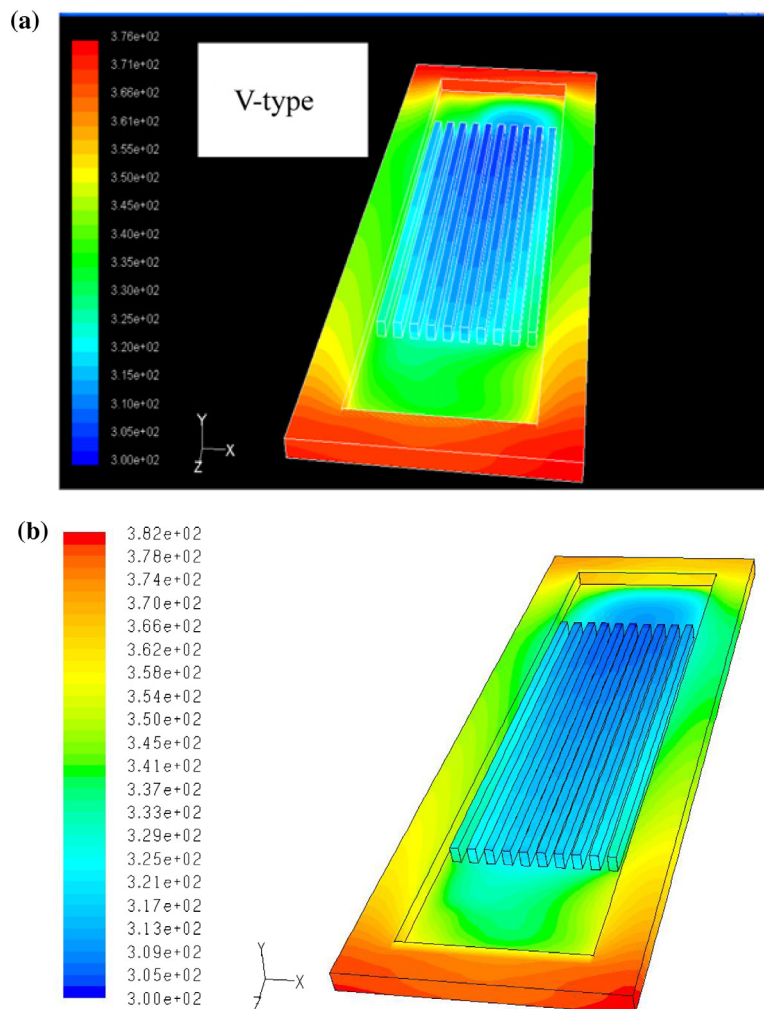 (a)
3.76e+02
3.71e+02
3.66e+02
3.61e+02
3.55e+02
3.50e+02
3.45e+02
3.40e+02
3.35e+02
3.30e+02
3.25e+02
3.20e+02
3.15e+02
3.10e+02
3.05e+02
3.00e+02
V-type
Y
X
Z
(b)
3.82e+02
3.78e+02
3.74e+02
3.70e+02
3.66e+02
3.62e+02
3.58e+02
3.54e+02
3.50e+02
3.45e+02
3.41e+02
3.37e+02
3.33e+02
3.29e+02
3.25e+02
3.21e+02
3.17e+02
3.13e+02
3.09e+02
3.05e+02
3.00e+02
Y
X
Z